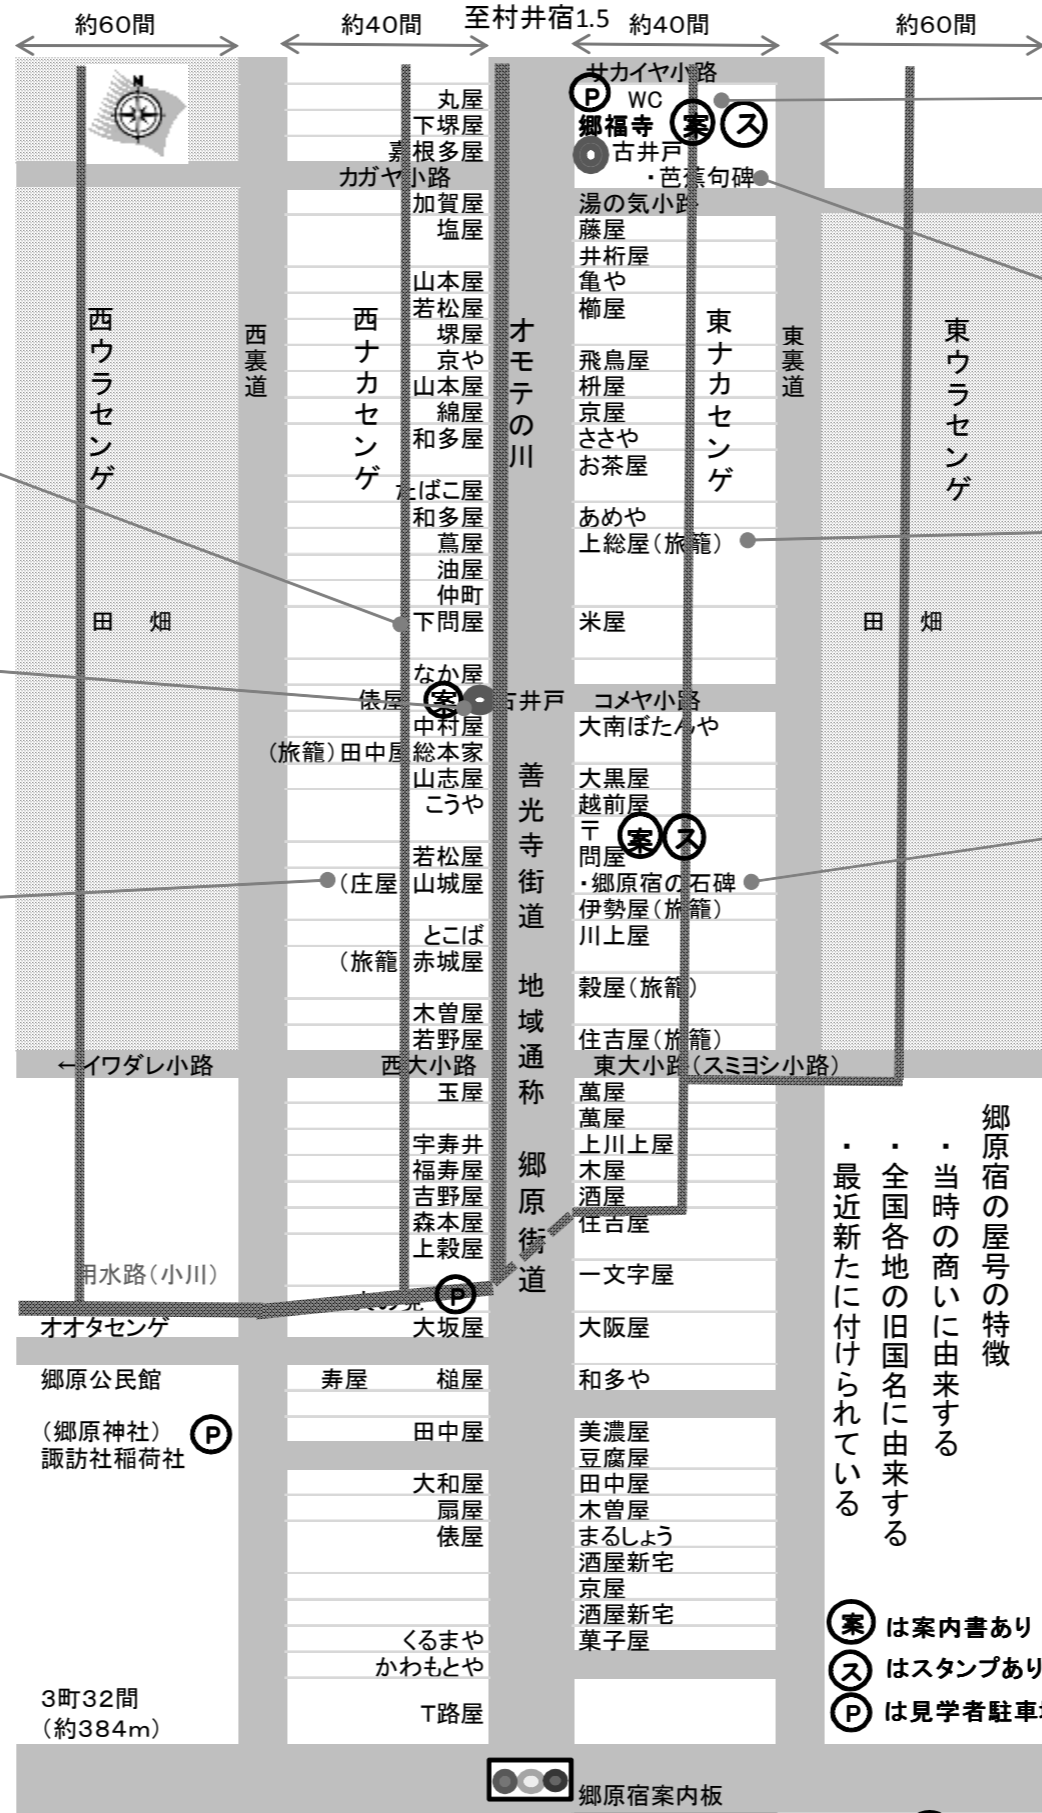 至村井宿1.5
約60間
約40間
約40間
約60間
N
サカイヤ小路
P
WC
郷福寺
案
ス
古井戸
・芭蕉句碑
丸屋
下堺屋
嘉根多屋
カガヤ小路
加賀屋
塩屋
山本屋
若松屋
堺屋
京や
山本屋
綿屋
和多屋
たばこ屋
和多屋
蔦屋
油屋
仲町
下問屋
なか屋
俵屋
案
古井戸
中村屋
(旅籠)田中屋総本家
山志屋
こうや
若松屋
(庄屋 山城屋
とこば
(旅籠 赤城屋
木曽屋
若野屋
←イワダレ小路
西大小路
玉屋
宇寿井
福寿屋
吉野屋
森本屋
上穀屋
P
大坂屋
寿屋
槌屋
田中屋
大和屋
扇屋
俵屋
くるまや
かわもとや
T路屋
湯の気小路
藤屋
井桁屋
亀や
櫛屋
飛鳥屋
枡屋
京屋
ささや
お茶屋
あめや
上総屋(旅籠)
米屋
コメヤ小路
大南ぼたんや
大黒屋
越前屋
〒
案
ス
問屋
・郷原宿の石碑
伊勢屋(旅籠)
川上屋
穀屋(旅籠)
住吉屋(旅籠)
東大小路(スミヨシ小路)
萬屋
萬屋
上川上屋
木屋
酒屋
住吉屋
一文字屋
大阪屋
和多や
美濃屋
豆腐屋
田中屋
木曽屋
まるしょう
酒屋新宅
京屋
酒屋新宅
菓子屋
西ウラセンゲ
西裏道
西ナカセンゲ
オモテの川
東ナカセンゲ
東裏道
東ウラセンゲ
田　畑
田　畑
善光寺街道　地域通称　郷原街道
用水路(小川)
オオタセンゲ
郷原公民館
(郷原神社)
P
諏訪社稲荷社
3町32間
(約384m)
郷原宿の屋号の特徴
・当時の商いに由来する
・全国各地の旧国名に由来する
・最近新たに付けられている
案 は案内書あり
ス はスタンプあり
P は見学者駐車
郷原宿案内板